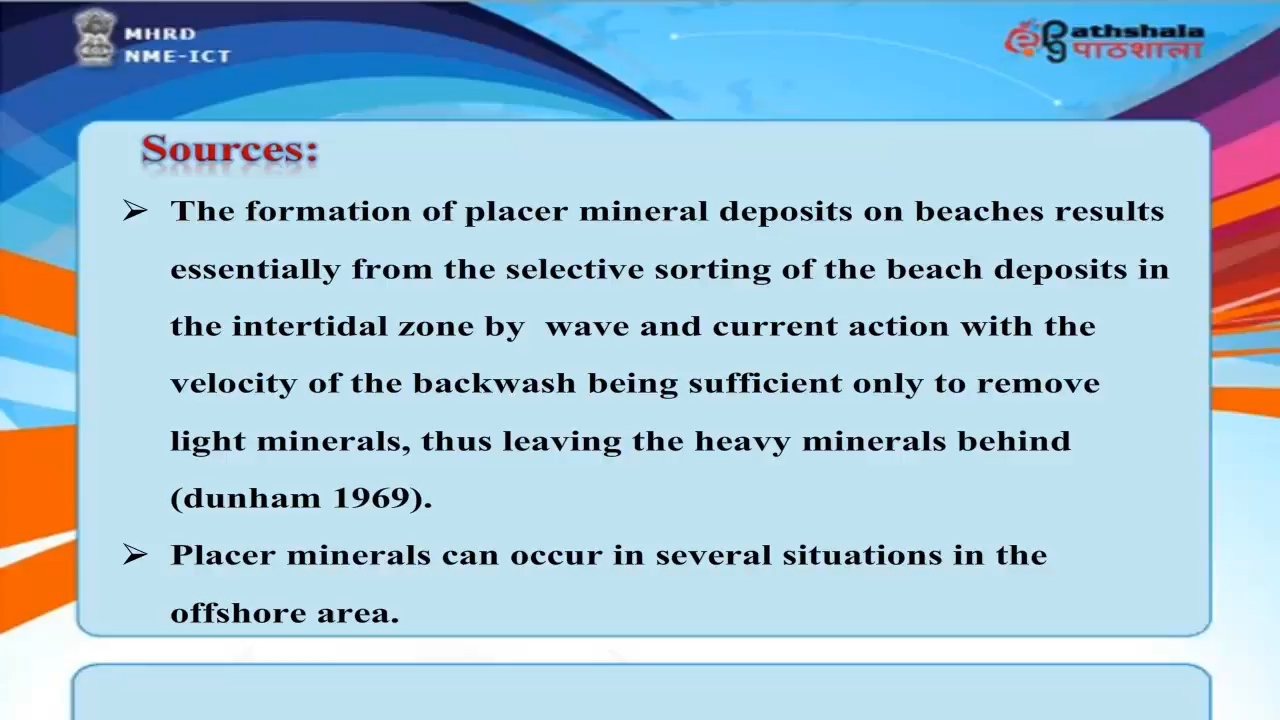 MHRD
NME-ICT
athshala
पाठशाला
Sources:
➢ The formation of placer mineral deposits on beaches results
essentially from the selective sorting of the beach deposits in
the intertidal zone by  wave and current action with the
velocity of the backwash being sufficient only to remove
light minerals, thus leaving the heavy minerals behind
(dunham 1969).
➢ Placer minerals can occur in several situations in the
offshore area.